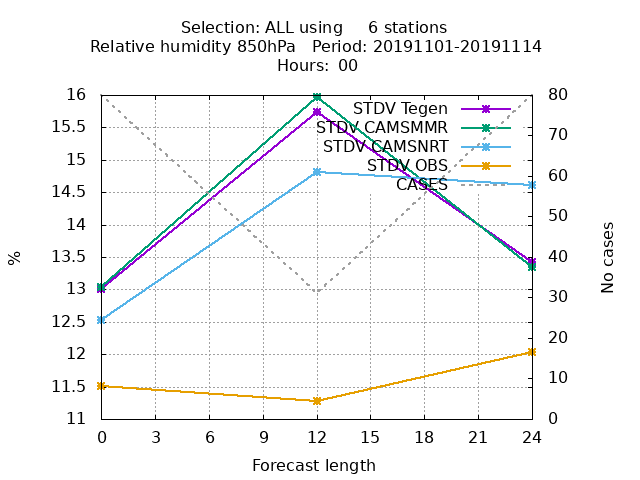 Selection: ALL using     6 stations
Relative humidity 850hPa   Period: 20191101-20191114
Hours:  00
STDV Tegen
STDV CAMSMMR
STDV CAMSNRT
STDV OBS
CASES
16
15.5
15
14.5
14
13.5
13
12.5
12
11.5
11
%
80
70
60
50
40
30
20
10
0
No cases
0 3 6 9 12 15 18 21 24
Forecast length